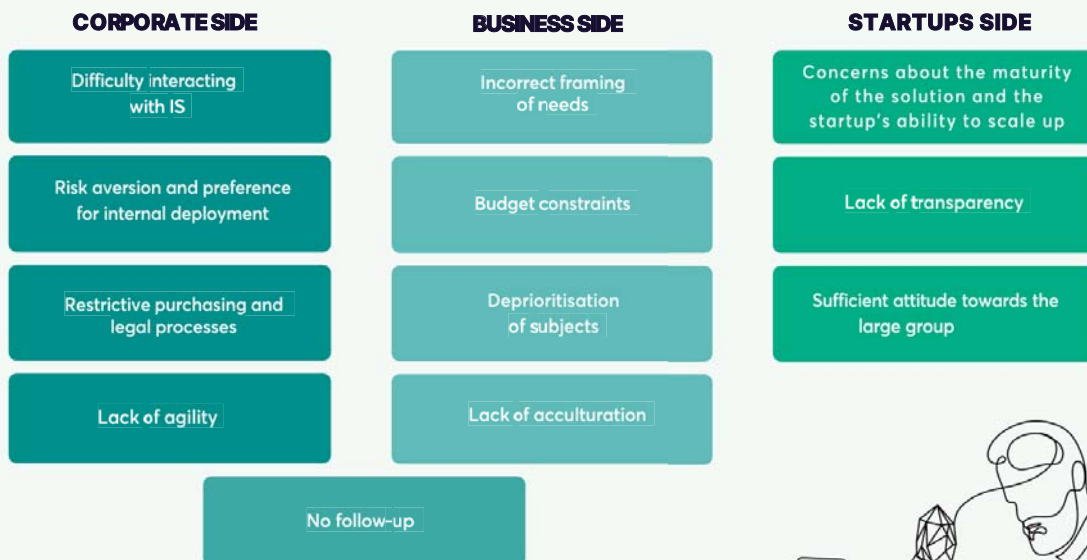 CORPORATE SIDE
Difficulty interacting
with IS
Risk aversion and preference
for internal deployment
Restrictive purchasing and
legal processes
Lack of agility
BUSINESS SIDE
Incorrect framing
of needs
Budget constraints
Deprioritisation
of subjects
Lack of acculturation
No follow-up
STARTUPS SIDE
Concerns about the maturity
of the solution and the
startup's ability to scale up
Lack of transparency
Sufficient attitude towards the
large group